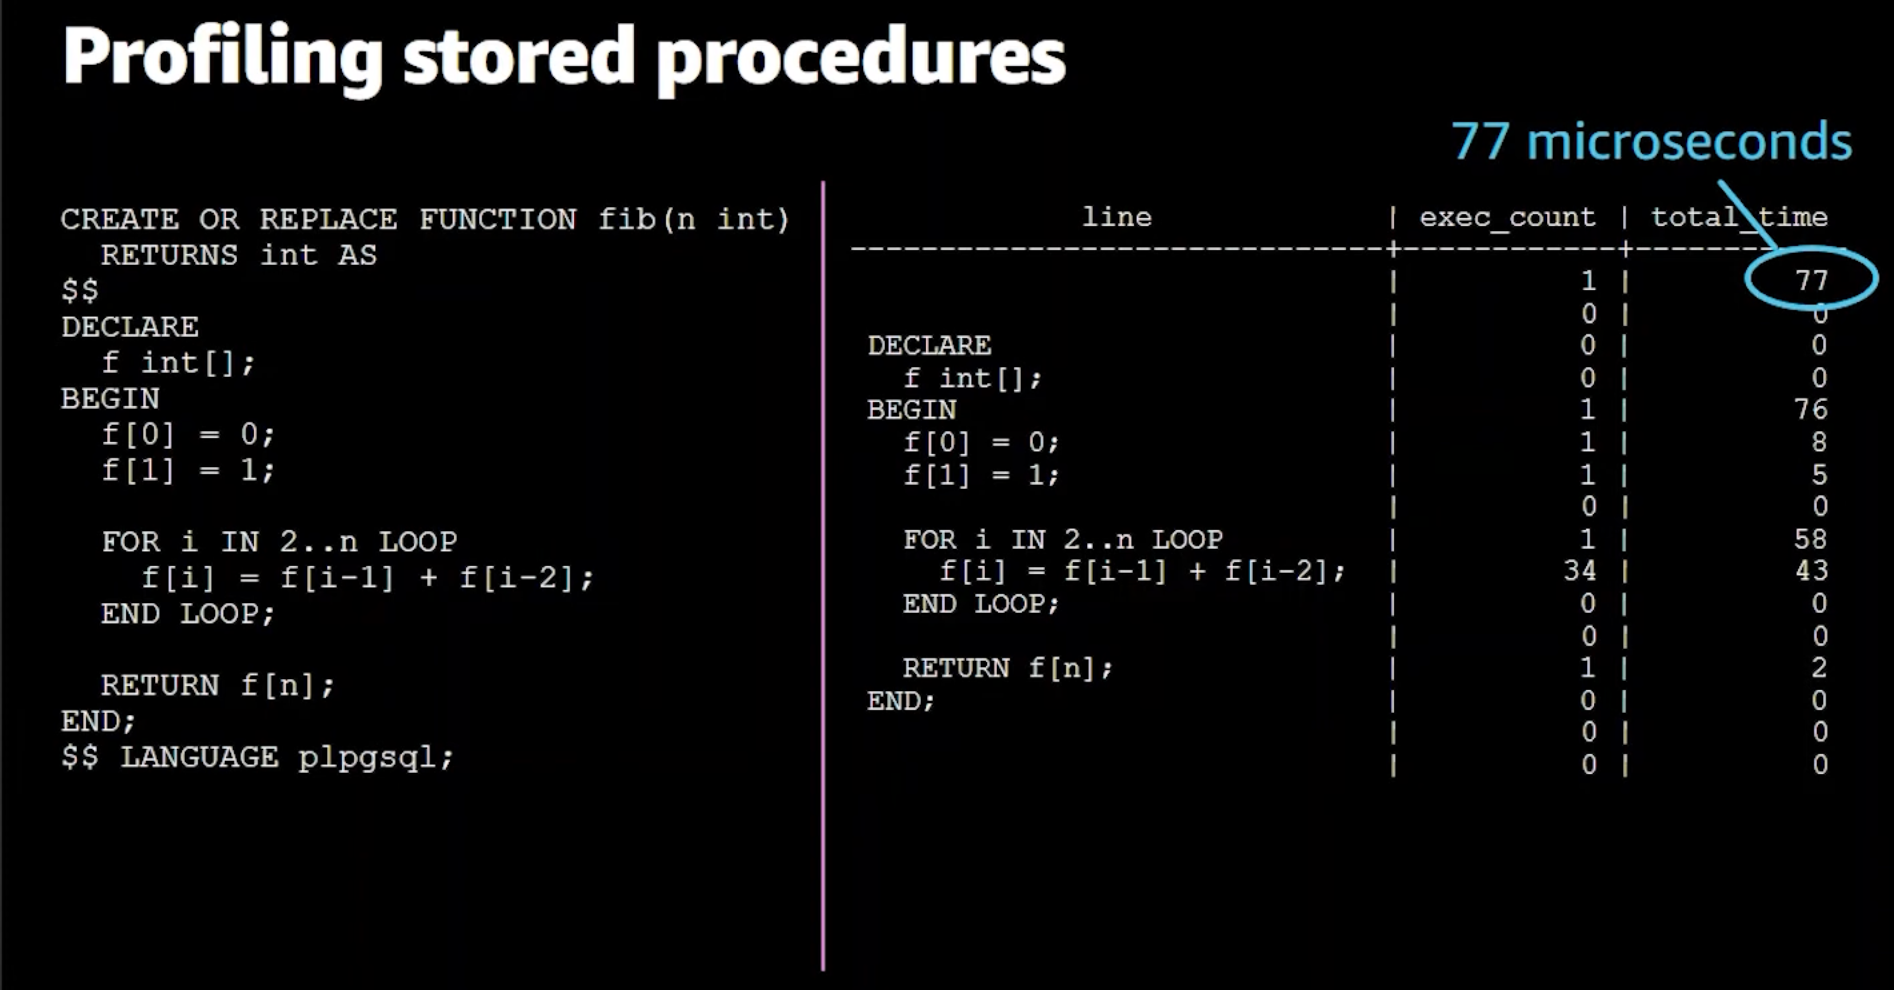 Profiling stored procedures
77 microseconds
CREATE OR REPLACE FUNCTION fib(n int)
  RETURNS int AS
$$
DECLARE
  f int[];
BEGIN
  f[0] = 0;
  f[1] = 1;

  FOR i IN 2..n LOOP
    f[i] = f[i-1] + f[i-2];
  END LOOP;

  RETURN f[n];
END;
$$ LANGUAGE plpgsql;
            line              | exec_count | total_time
------------------------------+------------+-----------
                              |          1 |         77
                              |          0 |          0
DECLARE                       |          0 |          0
  f int[];                    |          0 |          0
BEGIN                         |          1 |         76
  f[0] = 0;                   |          1 |          8
  f[1] = 1;                   |          1 |          5
                              |          0 |          0
  FOR i IN 2..n LOOP          |          1 |         58
    f[i] = f[i-1] + f[i-2];   |         34 |         43
  END LOOP;                   |          0 |          0
                              |          0 |          0
  RETURN f[n];                |          1 |          2
END;                          |          0 |          0
                              |          0 |          0
                              |          0 |          0